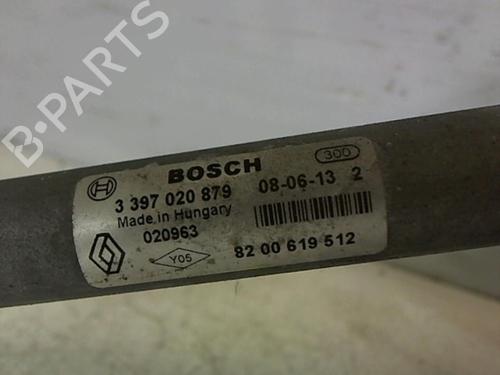 B-PARTS
BOSCH
300
3 397 020 879
08-06-13 2
Made in Hungary
020963
Y05
82 00 619 512